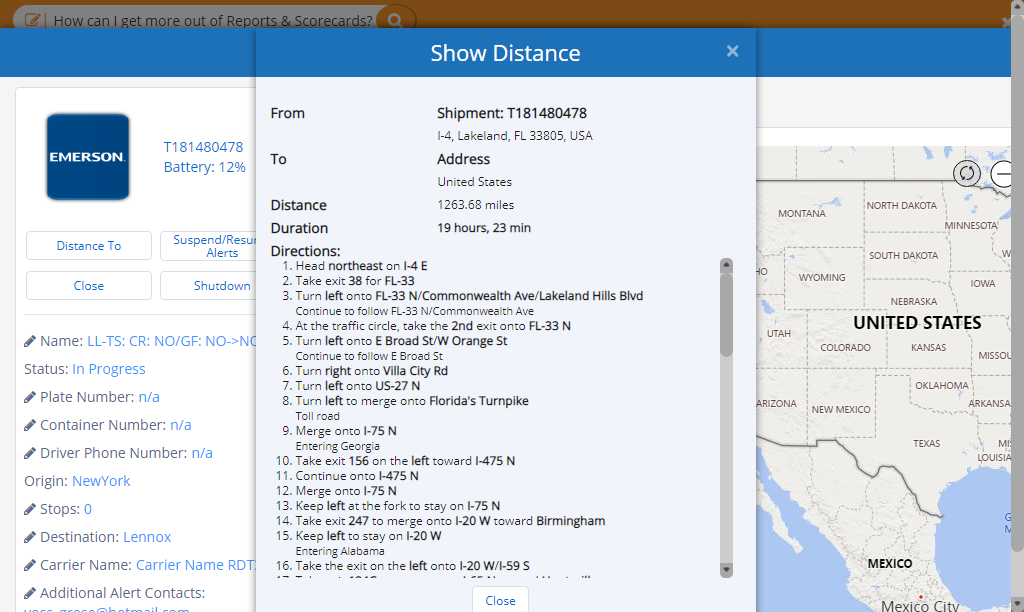 How can I get more out of Reports & Scorecards?
Show Distance
×
From
Shipment: T181480478
I-4, Lakeland, FL 33805, USA
To
Address
United States
Distance
1263.68 miles
Duration
19 hours, 23 min
Directions:
1. Head northeast on I-4 E
2. Take exit 38 for FL-33
3. Turn left onto FL-33 N/Commonwealth Ave/Lakeland Hills Blvd
Continue to follow FL-33 N/Commonwealth Ave
4. At the traffic circle, take the 2nd exit onto FL-33 N
5. Turn left onto E Broad St/W Orange St
Continue to follow E Broad St
6. Turn right onto Villa City Rd
7. Turn left onto US-27 N
8. Turn left to merge onto Florida's Turnpike
Toll road
9. Merge onto I-75 N
Entering Georgia
10. Take exit 156 on the left toward I-475 N
11. Continue onto I-475 N
12. Merge onto I-75 N
13. Keep left at the fork to stay on I-75 N
14. Take exit 247 to merge onto I-20 W toward Birmingham
15. Keep left to stay on I-20 W
Entering Alabama
16. Take the exit on the left onto I-20 W/I-59 S
Close
EMERSON.
T181480478
Battery: 12%
Distance To
Suspend/Resu
Alerts
Close
Shutdown
Name: LL-TS: CR: NO/GF: NO->NO
Status: In Progress
Plate Number: n/a
Container Number: n/a
Driver Phone Number: n/a
Origin: NewYork
Stops: 0
Destination: Lennox
Carrier Name: Carrier Name RDT
Additional Alert Contacts:
MONTANA
NORTH DAKOTA
MINNESOTA
SOUTH DAKOTA
HO
WYOMING
IOWA
NEBRASKA
UNITED STATES
UTAH
COLORADO
KANSAS
MISSOU
OKLAHOMA
ARIZONA
NEW MEXICO
ARKANSA
TEXAS
MIS
LOUISIA
MEXICO
Mexico City